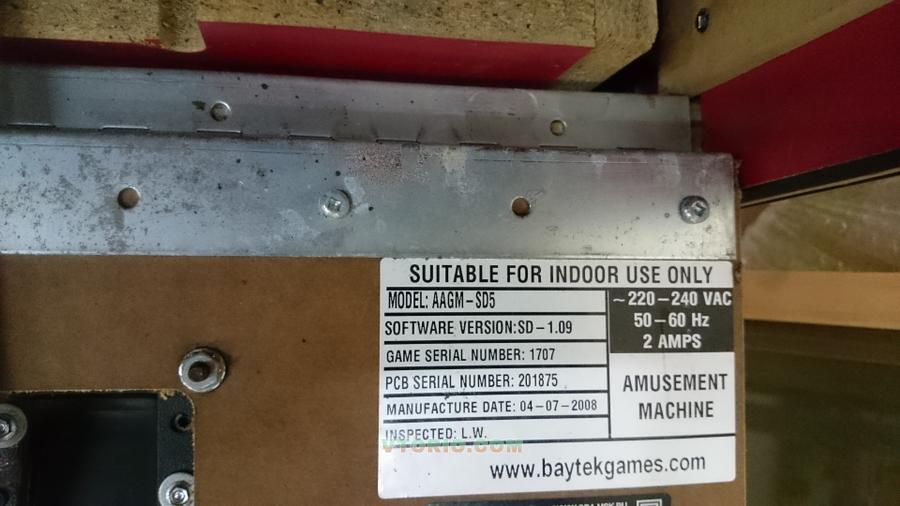 SUITABLE FOR INDOOR USE ONLY
MODEL: AAGM-SD5
~220-240 VAC
50-60 Hz
2 AMPS
SOFTWARE VERSION:SD-1.09
GAME SERIAL NUMBER: 1707
PCB SERIAL NUMBER: 201875
MANUFACTURE DATE: 04-07-2008
INSPECTED: L.W.
AMUSEMENT
MACHINE
VTORIO.COM
www.baytekgames.com